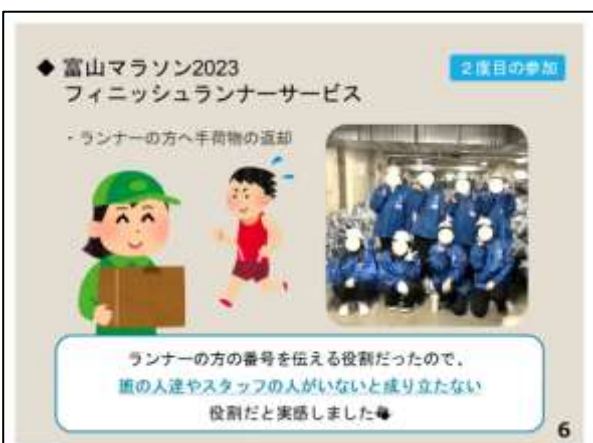 ◆ 富山マラソン2023
フィニッシュランナーサービス
2度目の参加
・ランナーの方へ手荷物の返却
ランナーの方の番号を伝える役割だったので、
班の人達やスタッフの人がいないと成り立たない
役割だと実感しました
6